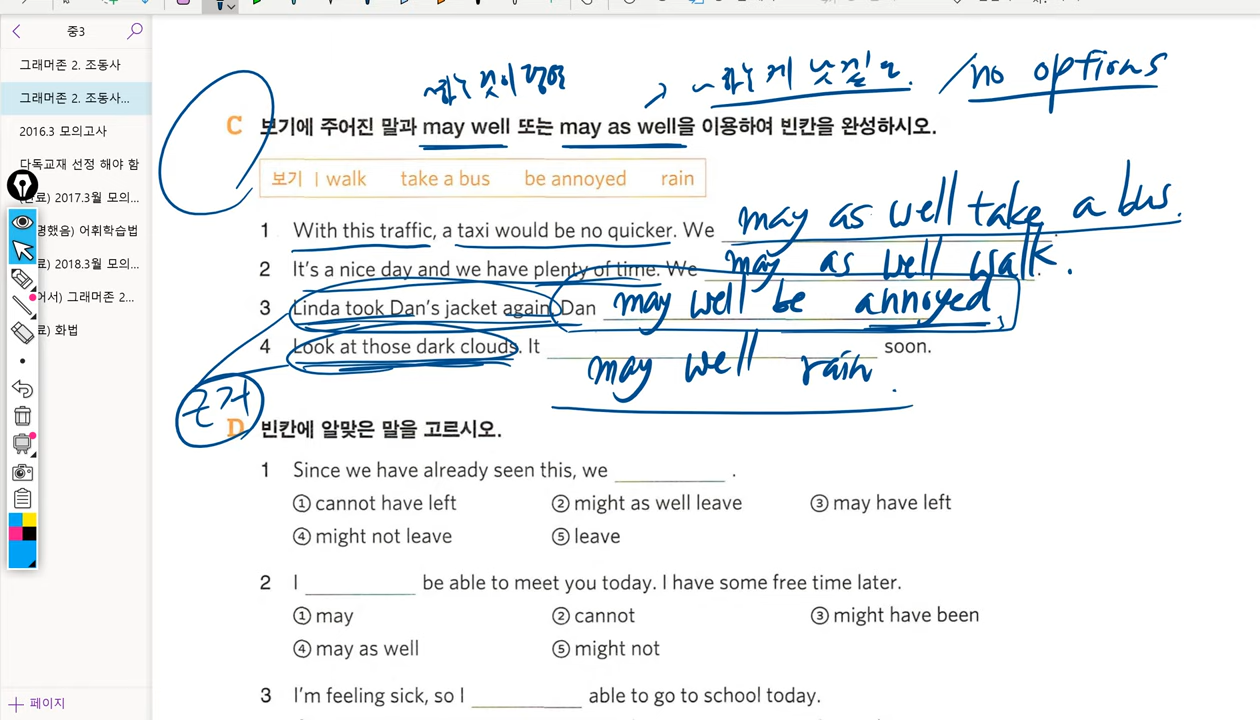 중3
그래머존 2. 조동사
그래머존 2. 조동사...
2016.3 모의고사
단독교재 선정 해야 함
료) 2017.3월 모의...
명했음) 어휘학습법
료) 2018.3월 모의...
어서) 그래머존 2...
료) 화법
페이지
~하는 것이 당연
→ ~하는 게 낫겠다. /no options
C 보기에 주어진 말과 may well 또는 may as well을 이용하여 빈칸을 완성하시오.
보기 | walk take a bus be annoyed rain
1 With this traffic, a taxi would be no quicker. We may as well take a bus.
2 It's a nice day and we have plenty of time. We may as well walk.
3 Linda took Dan's jacket again. Dan may well be annoyed.
4 Look at those dark clouds. It may well rain soon.
근거
D 빈칸에 알맞은 말을 고르시오.
1 Since we have already seen this, we ________.
① cannot have left ② might as well leave ③ may have left
④ might not leave ⑤ leave
2 I ________ be able to meet you today. I have some free time later.
① may ② cannot ③ might have been
④ may as well ⑤ might not
3 I'm feeling sick, so I ________ able to go to school today.